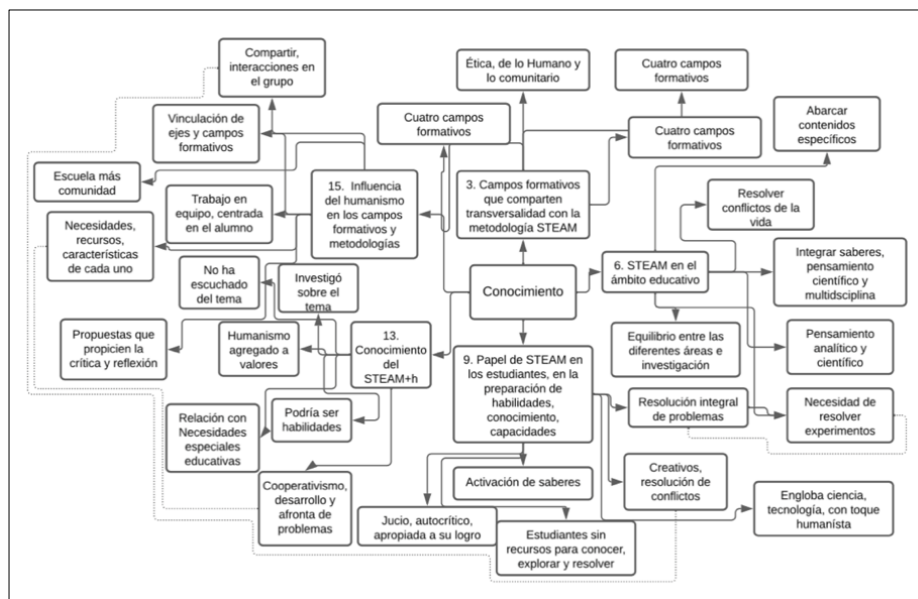 Compartir,
interacciones en
el grupo
Ética, de lo Humano y
lo comunitario
Cuatro campos
formativos
Vinculación de
ejes y campos
formativos
Cuatro campos
formativos
Cuatro campos
formativos
Abarcar
contenidos
específicos
Escuela más
comunidad
Trabajo en
equipo, centrada
en el alumno
15. Influencia
del humanismo
en los campos
formativos y
metodologías
3. Campos formativos
que comparten
transversalidad con la
metodología STEAM
Resolver
conflictos de la
vida
Necesidades,
recursos,
características
de cada uno
No ha
escuchado
del tema
Investigó
sobre el
tema
Conocimiento
6. STEAM en el
ámbito educativo
Integrar saberes,
pensamiento
científico y
multidsciplina
Propuestas que
propicien la
crítica y reflexión
Humanismo
agregado a
valores
13.
Conocimiento
del
STEAM+h
9. Papel de STEAM en
los estudiantes, en la
preparación de
habilidades,
conocimiento,
capacidades
Equilibrio entre las
diferentes áreas e
investigación
Pensamiento
analítico y
científico
Relación con
Necesidades
especiales
educativas
Podría ser
habilidades
Resolución integral
de problemas
Necesidad de
resolver
experimentos
Cooperativismo,
desarrollo y
afronta de
problemas
Activación de saberes
Creativos,
resolución de
conflictos
Jucio, autocrítico,
apropiada a su logro
Estudiantes sin
recursos para conocer,
explorar y resolver
Engloba ciencia,
tecnología, con toque
humanísta